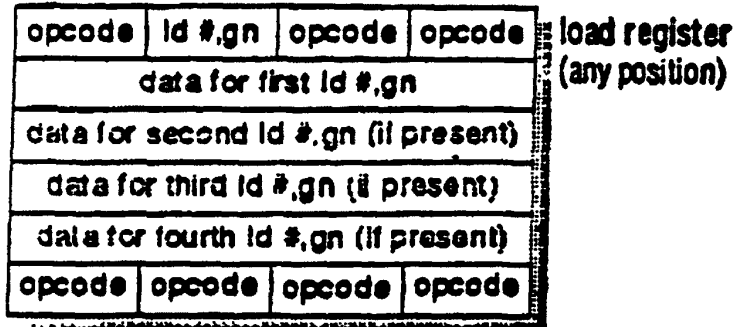 opcode ld #,gn opcode opcode load register
data for first ld #,gn (any position)
data for second ld #,gn (if present)
data for third ld #,gn (if present)
data for fourth ld #,gn (if present)
opcode opcode opcode opcode